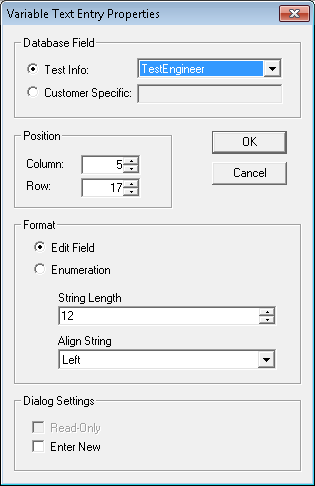 Variable Text Entry Properties
Database Field
Test Info: TestEngineer
Customer Specific:
Position
Column: 5
Row: 17
OK
Cancel
Format
Edit Field
Enumeration
String Length
12
Align String
Left
Dialog Settings
Read-Only
Enter New